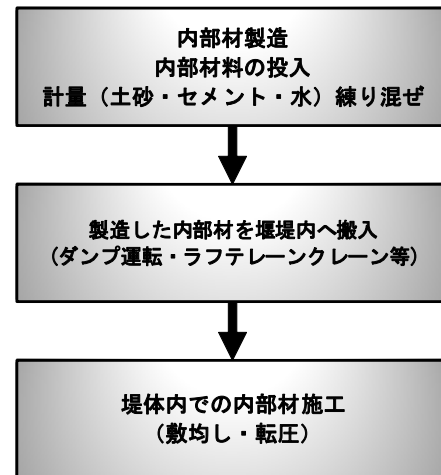 内部材製造
内部材料の投入
計量（土砂・セメント・水）練り混ぜ
製造した内部材を堰堤内へ搬入
（ダンプ運転・ラフテレーンクレーン等）
堤体内での内部材施工
（敷均し・転圧）